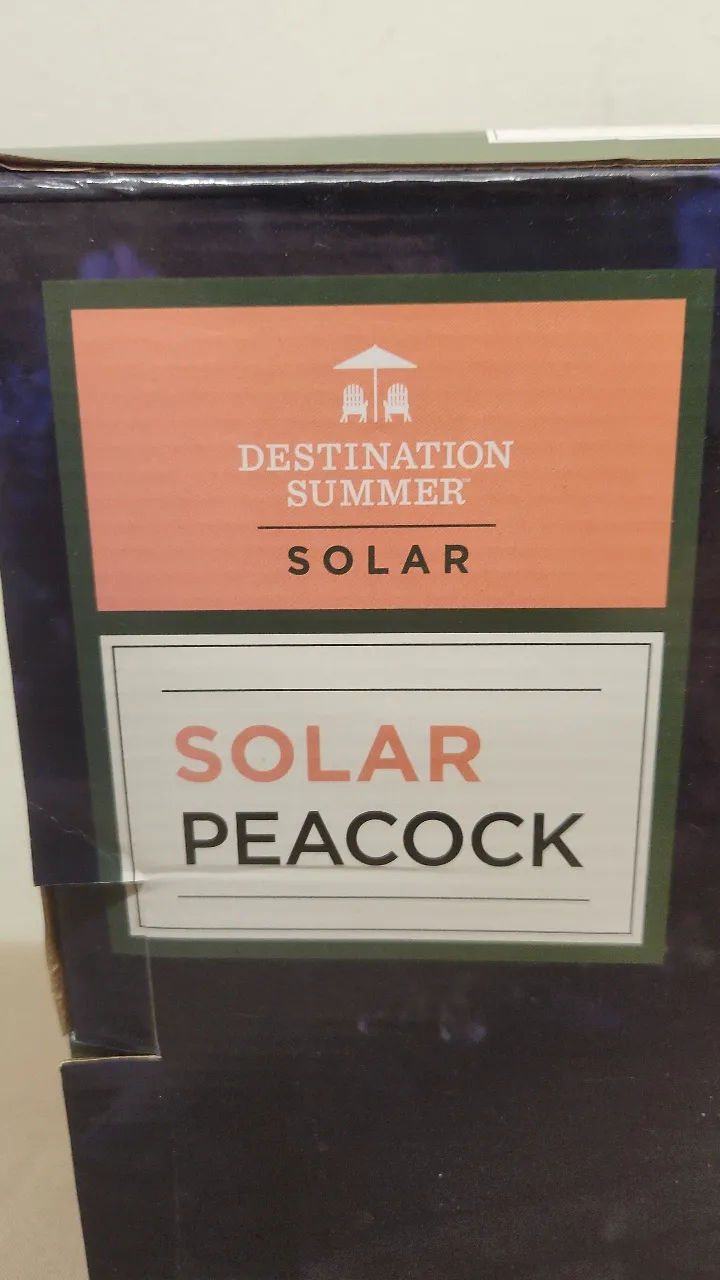 DESTINATION
SUMMER™
SOLAR
SOLAR
PEACOCK